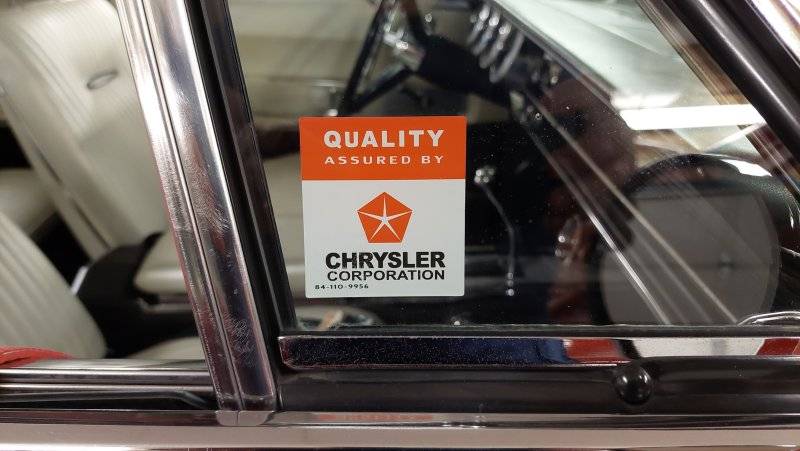 QUALITY
ASSURED BY
CHRYSLER
CORPORATION
84-110-9956